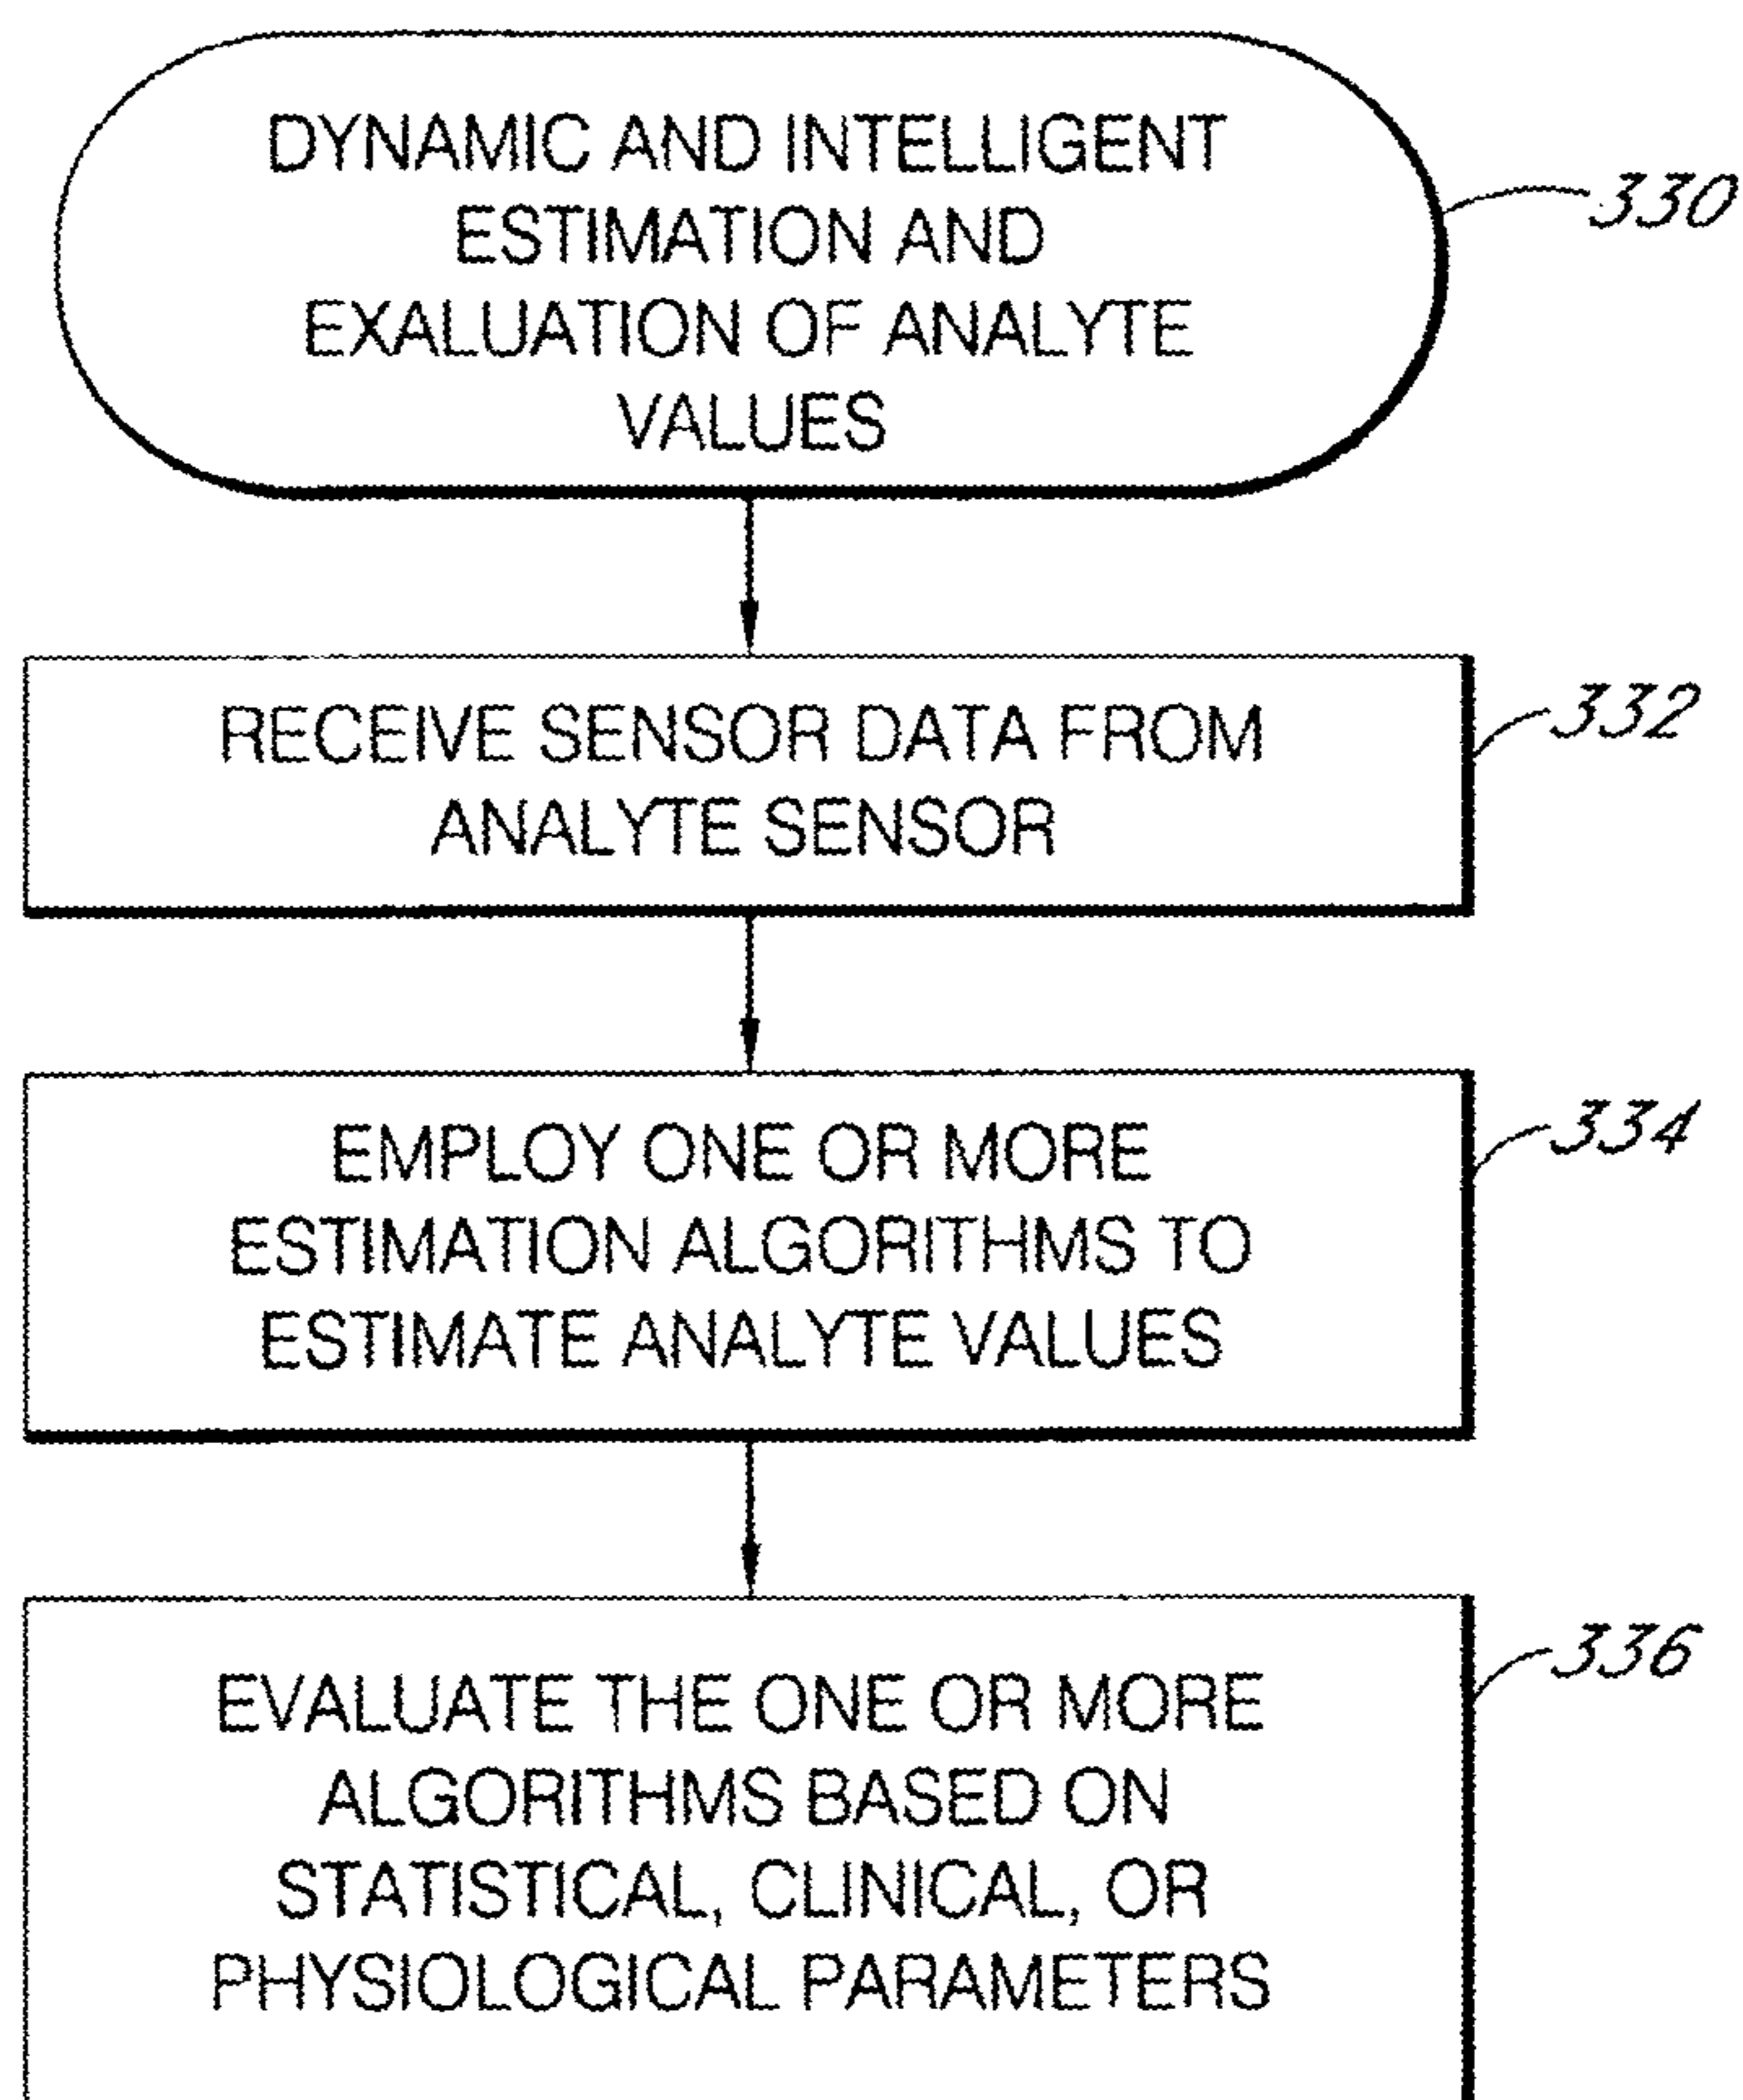 DYNAMIC AND INTELLIGENT
ESTIMATION AND
EXALUATION OF ANALYTE
VALUES
330
RECEIVE SENSOR DATA FROM
ANALYTE SENSOR
332
EMPLOY ONE OR MORE
ESTIMATION ALGORITHMS TO
ESTIMATE ANALYTE VALUES
334
EVALUATE THE ONE OR MORE
ALGORITHMS BASED ON
STATISTICAL, CLINICAL, OR
PHYSIOLOGICAL PARAMETERS
336